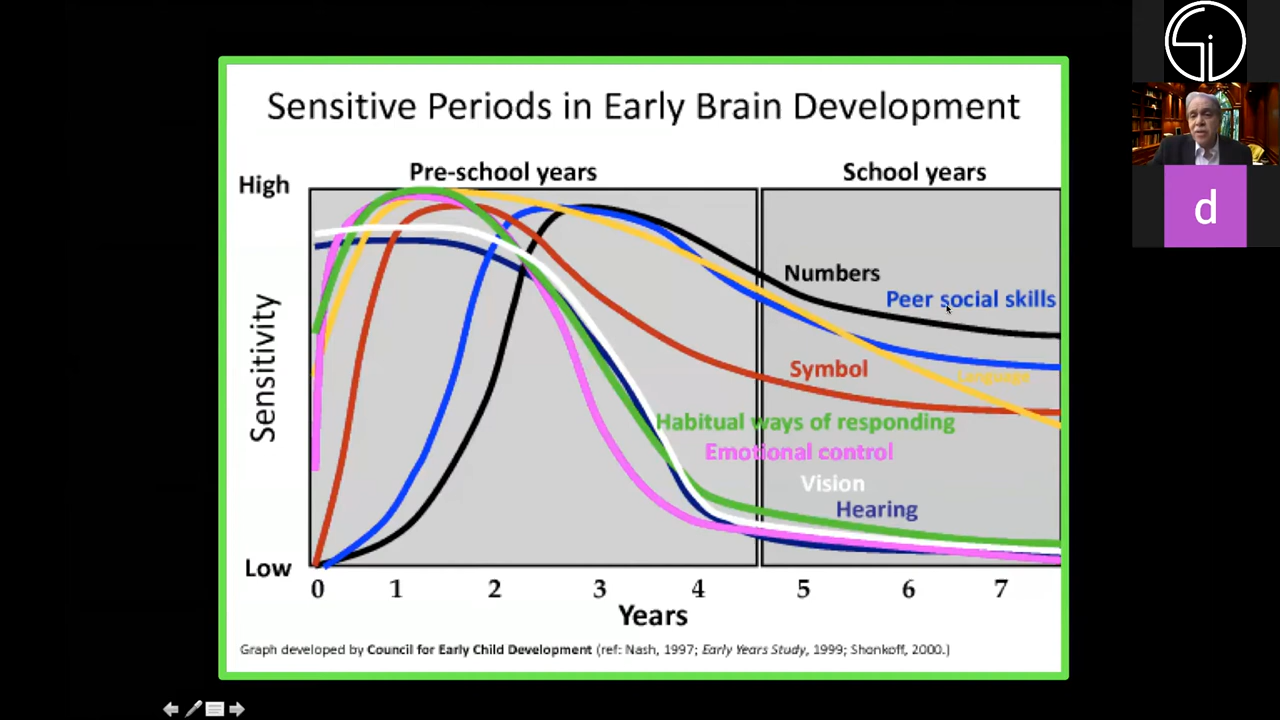 Sensitive Periods in Early Brain Development
Pre-school years
School years
High
Sensitivity
Low
Numbers
Peer social skills
Symbol
Language
Habitual ways of responding
Emotional control
Vision
Hearing
0 1 2 3 4 5 6 7
Years
Graph developed by Council for Early Child Development (ref: Nash, 1997; Early Years Study, 1999; Shonkoff, 2000.)
d